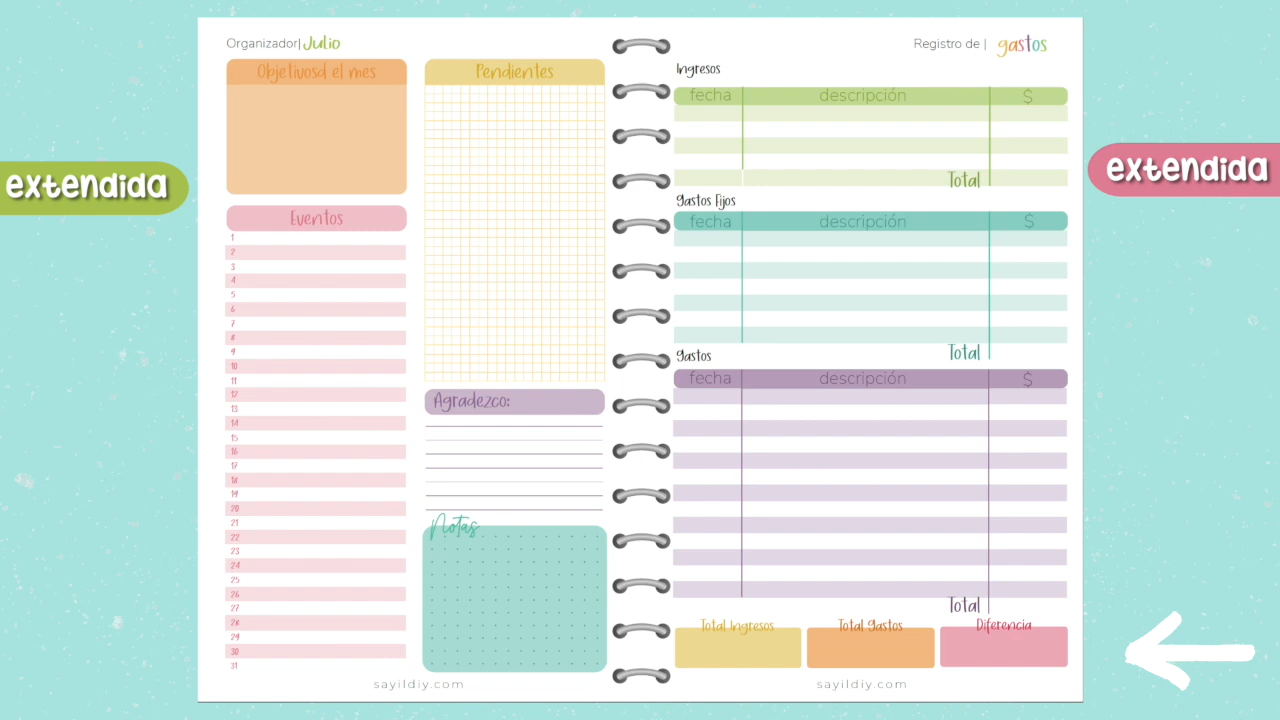 Organizador| Julio
Objetivosd el mes
Eventos
1
2
3
4
5
6
7
8
9
10
11
12
13
14
15
16
17
18
19
20
21
22
23
24
25
26
27
28
29
30
31
Pendientes
Agradezco:
Notas
sayildiy.com
Registro de | gastos
Ingresos
fecha descripción $
Total
Gastos Fijos
fecha descripción $
Total
gastos
fecha descripción $
Total
Total Ingresos
Total Gastos
Diferencia
sayildiy.com
extendida
extendida